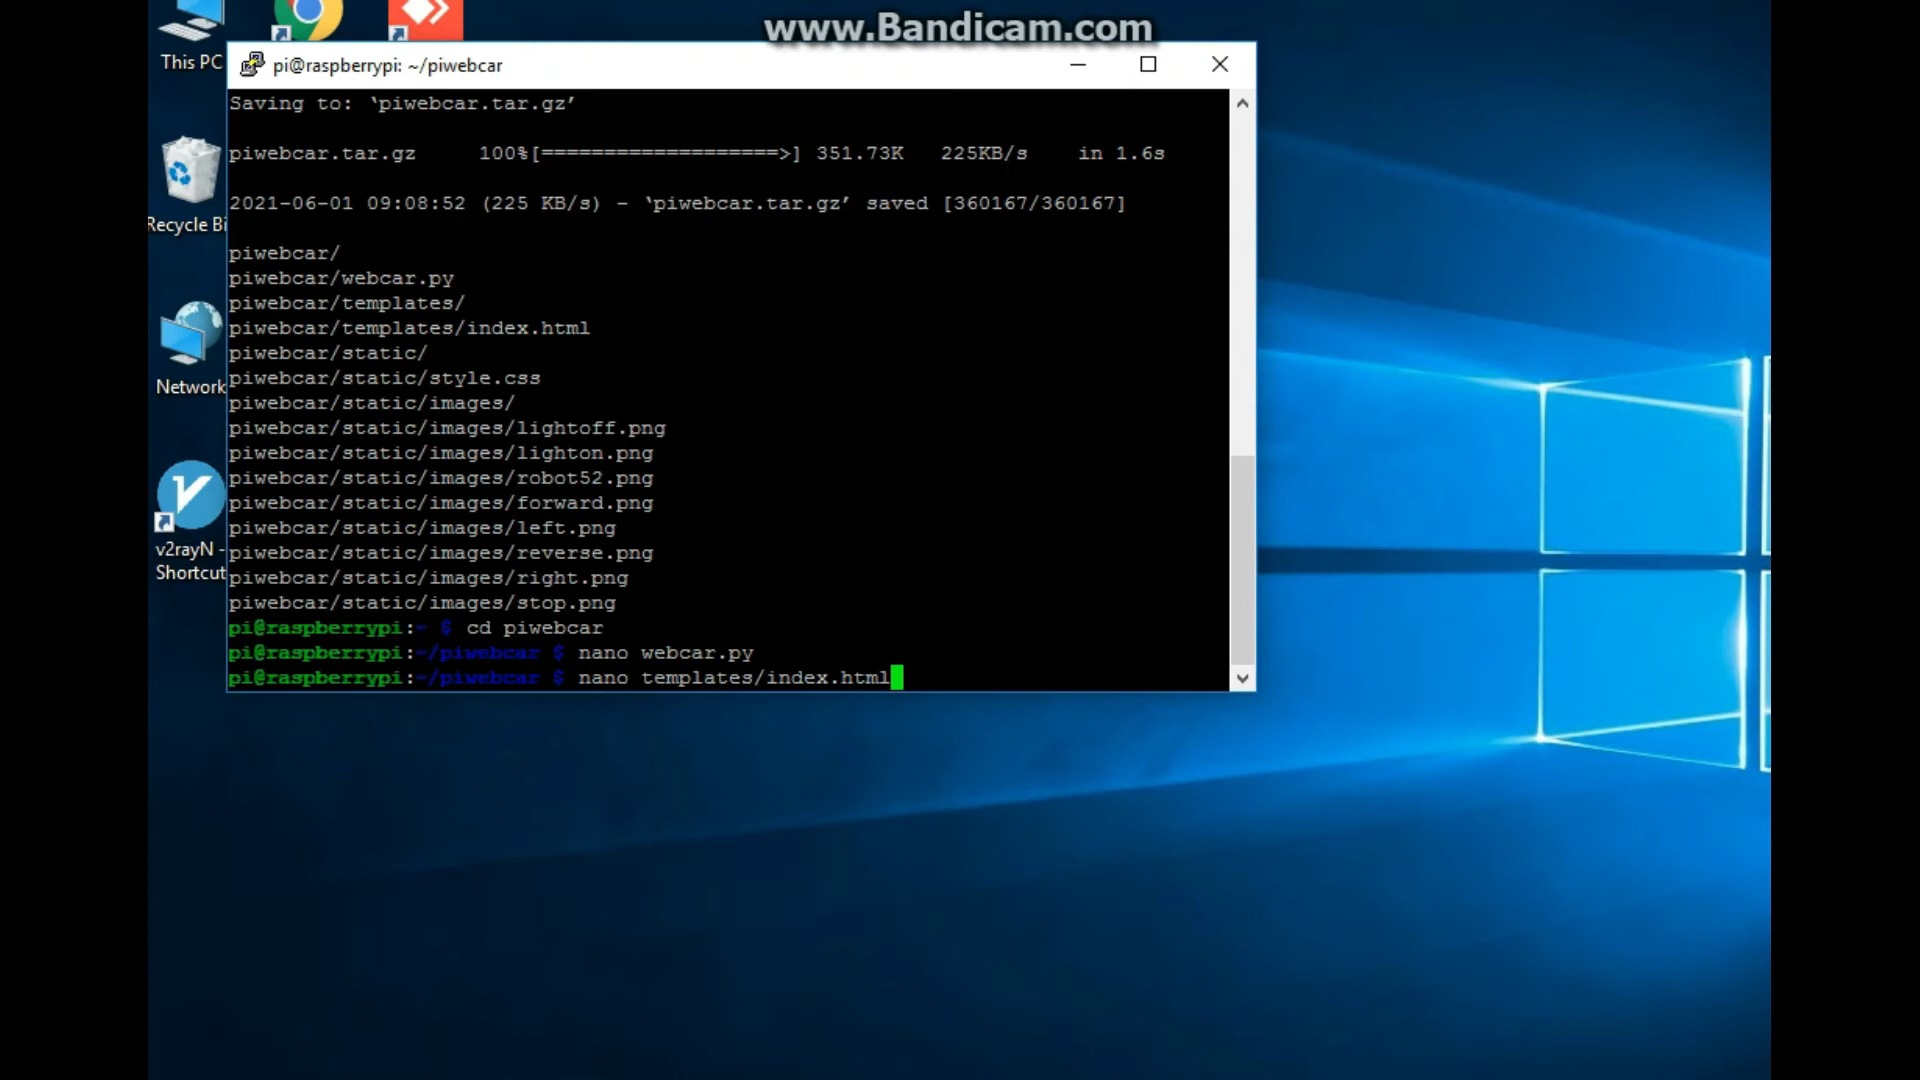 www.Bandicam.com
This PC
Recycle Bi
Network
v2rayN -
Shortcut
pi@raspberrypi: ~/piwebcar
Saving to: ‘piwebcar.tar.gz’
piwebcar.tar.gz 100%[===================>] 351.73K 225KB/s in 1.6s
2021-06-01 09:08:52 (225 KB/s) - ‘piwebcar.tar.gz’ saved [360167/360167]
piwebcar/
piwebcar/webcar.py
piwebcar/templates/
piwebcar/templates/index.html
piwebcar/static/
piwebcar/static/style.css
piwebcar/static/images/
piwebcar/static/images/lightoff.png
piwebcar/static/images/lighton.png
piwebcar/static/images/robot52.png
piwebcar/static/images/forward.png
piwebcar/static/images/left.png
piwebcar/static/images/reverse.png
piwebcar/static/images/right.png
piwebcar/static/images/stop.png
pi@raspberrypi:~ $ cd piwebcar
pi@raspberrypi:~/piwebcar $ nano webcar.py
pi@raspberrypi:~/piwebcar $ nano templates/index.html